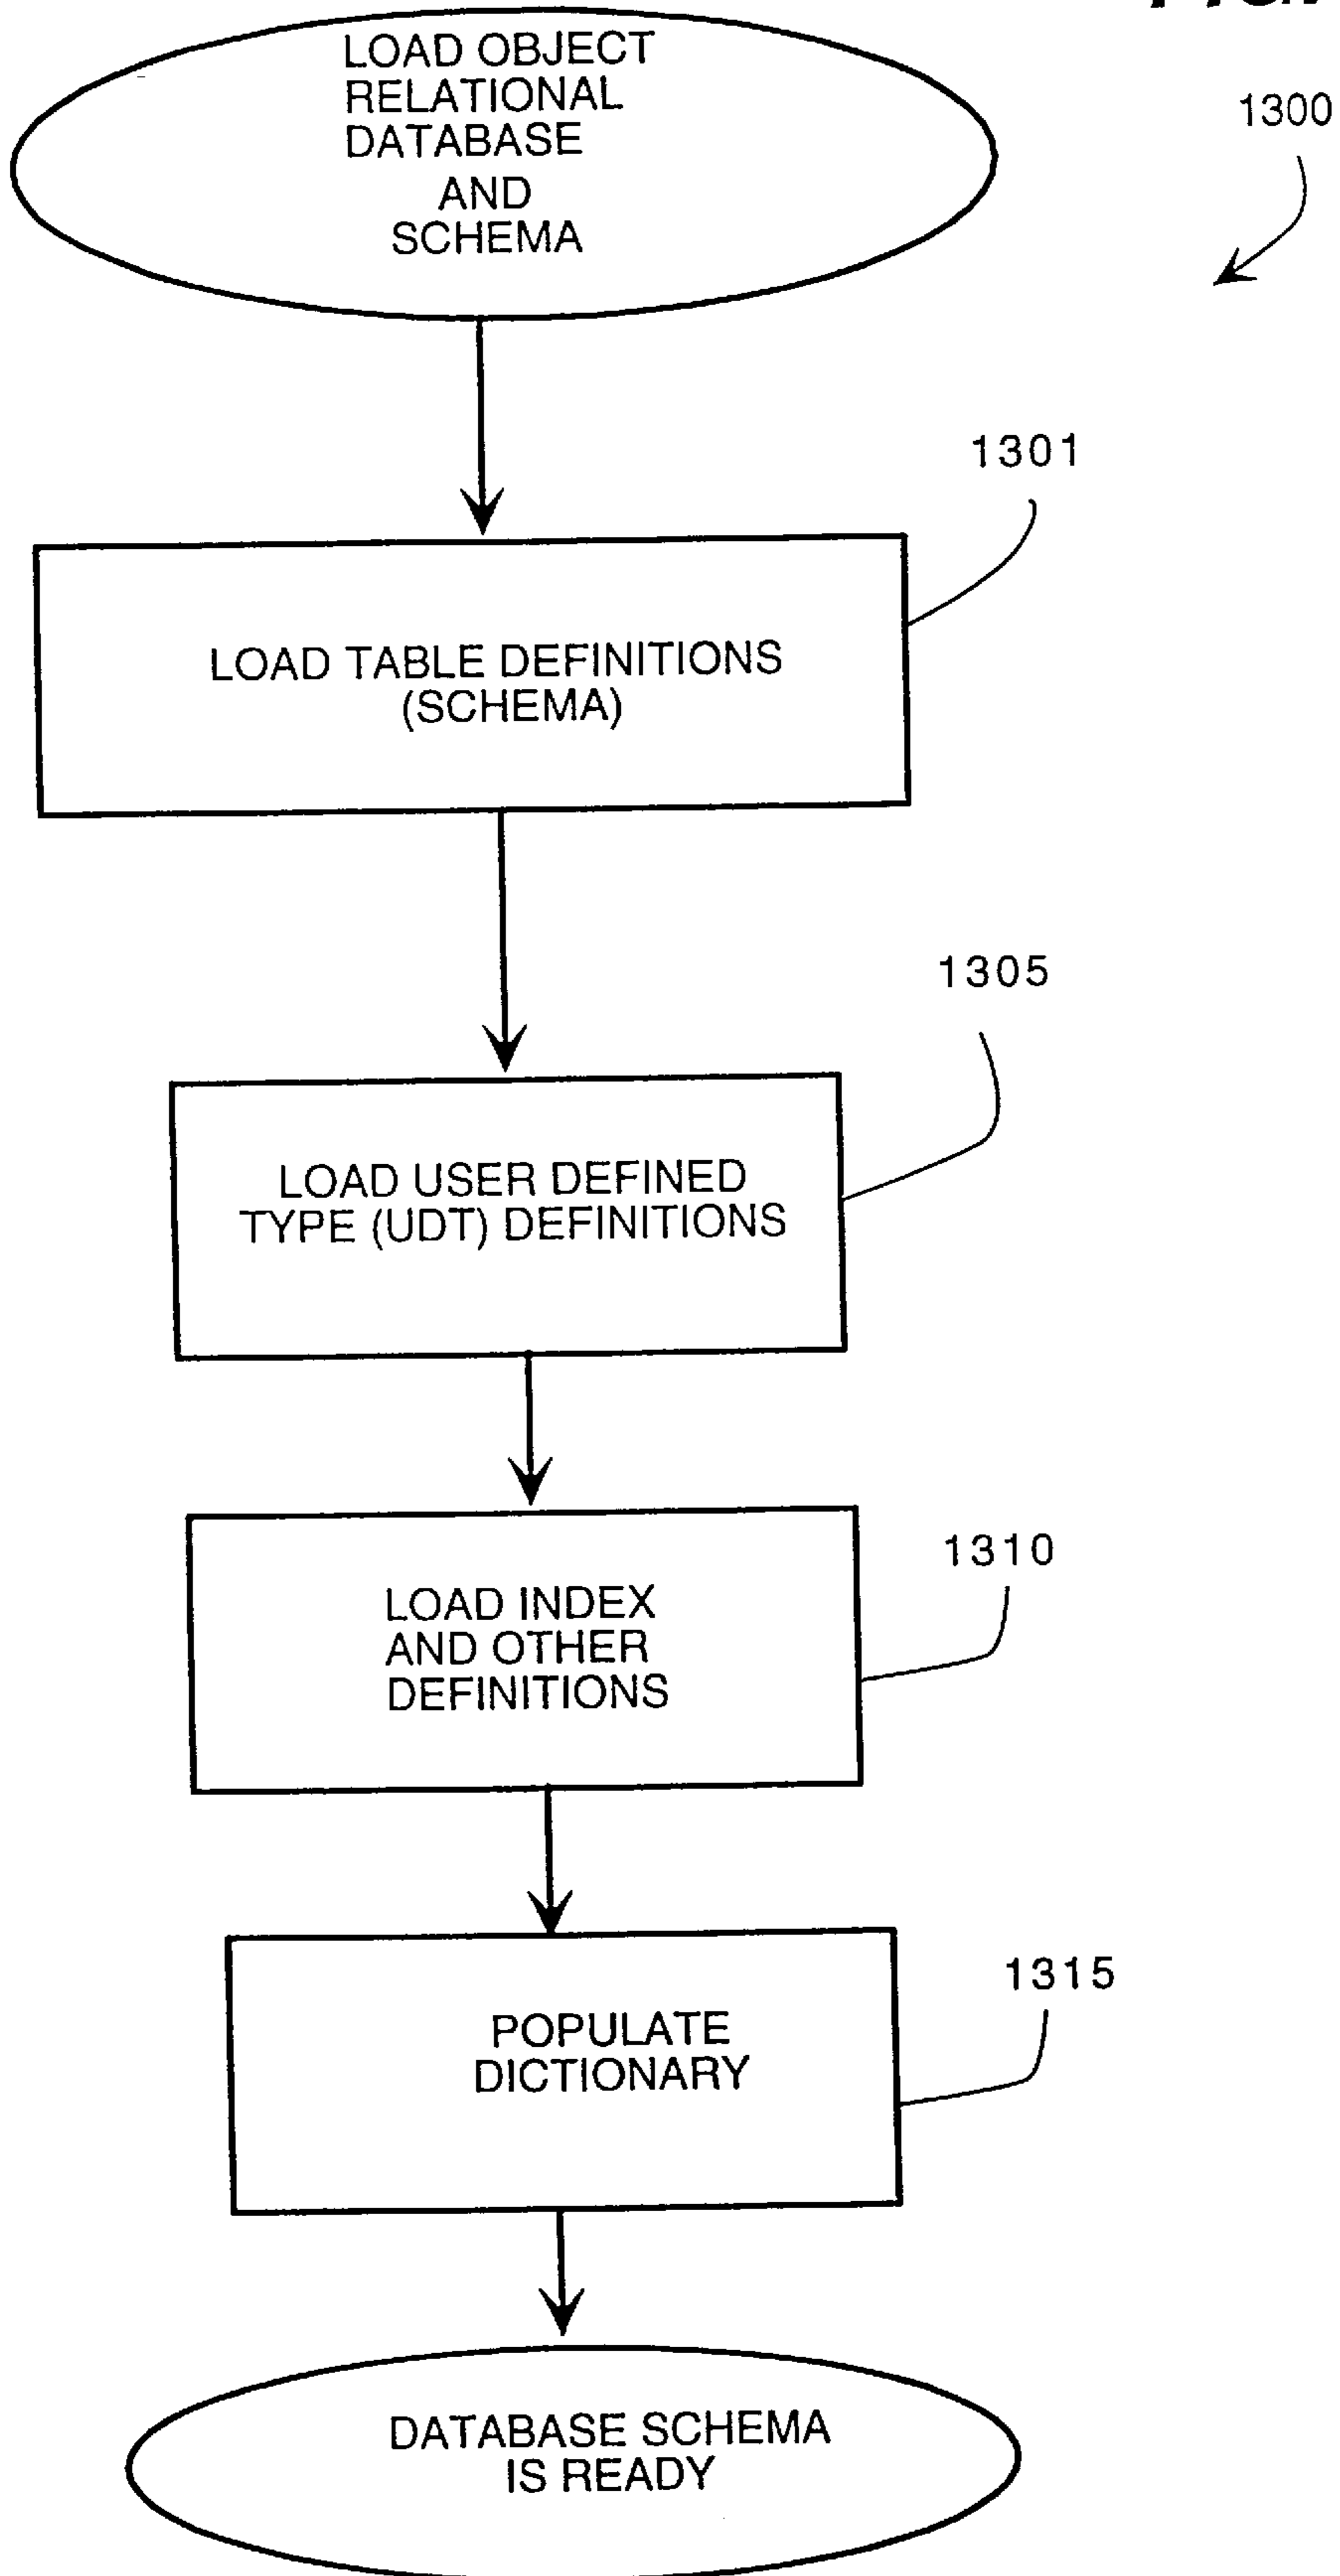 LOAD OBJECT
RELATIONAL
DATABASE
AND
SCHEMA
1300
1301
LOAD TABLE DEFINITIONS
(SCHEMA)
1305
LOAD USER DEFINED
TYPE (UDT) DEFINITIONS
1310
LOAD INDEX
AND OTHER
DEFINITIONS
1315
POPULATE
DICTIONARY
DATABASE SCHEMA
IS READY